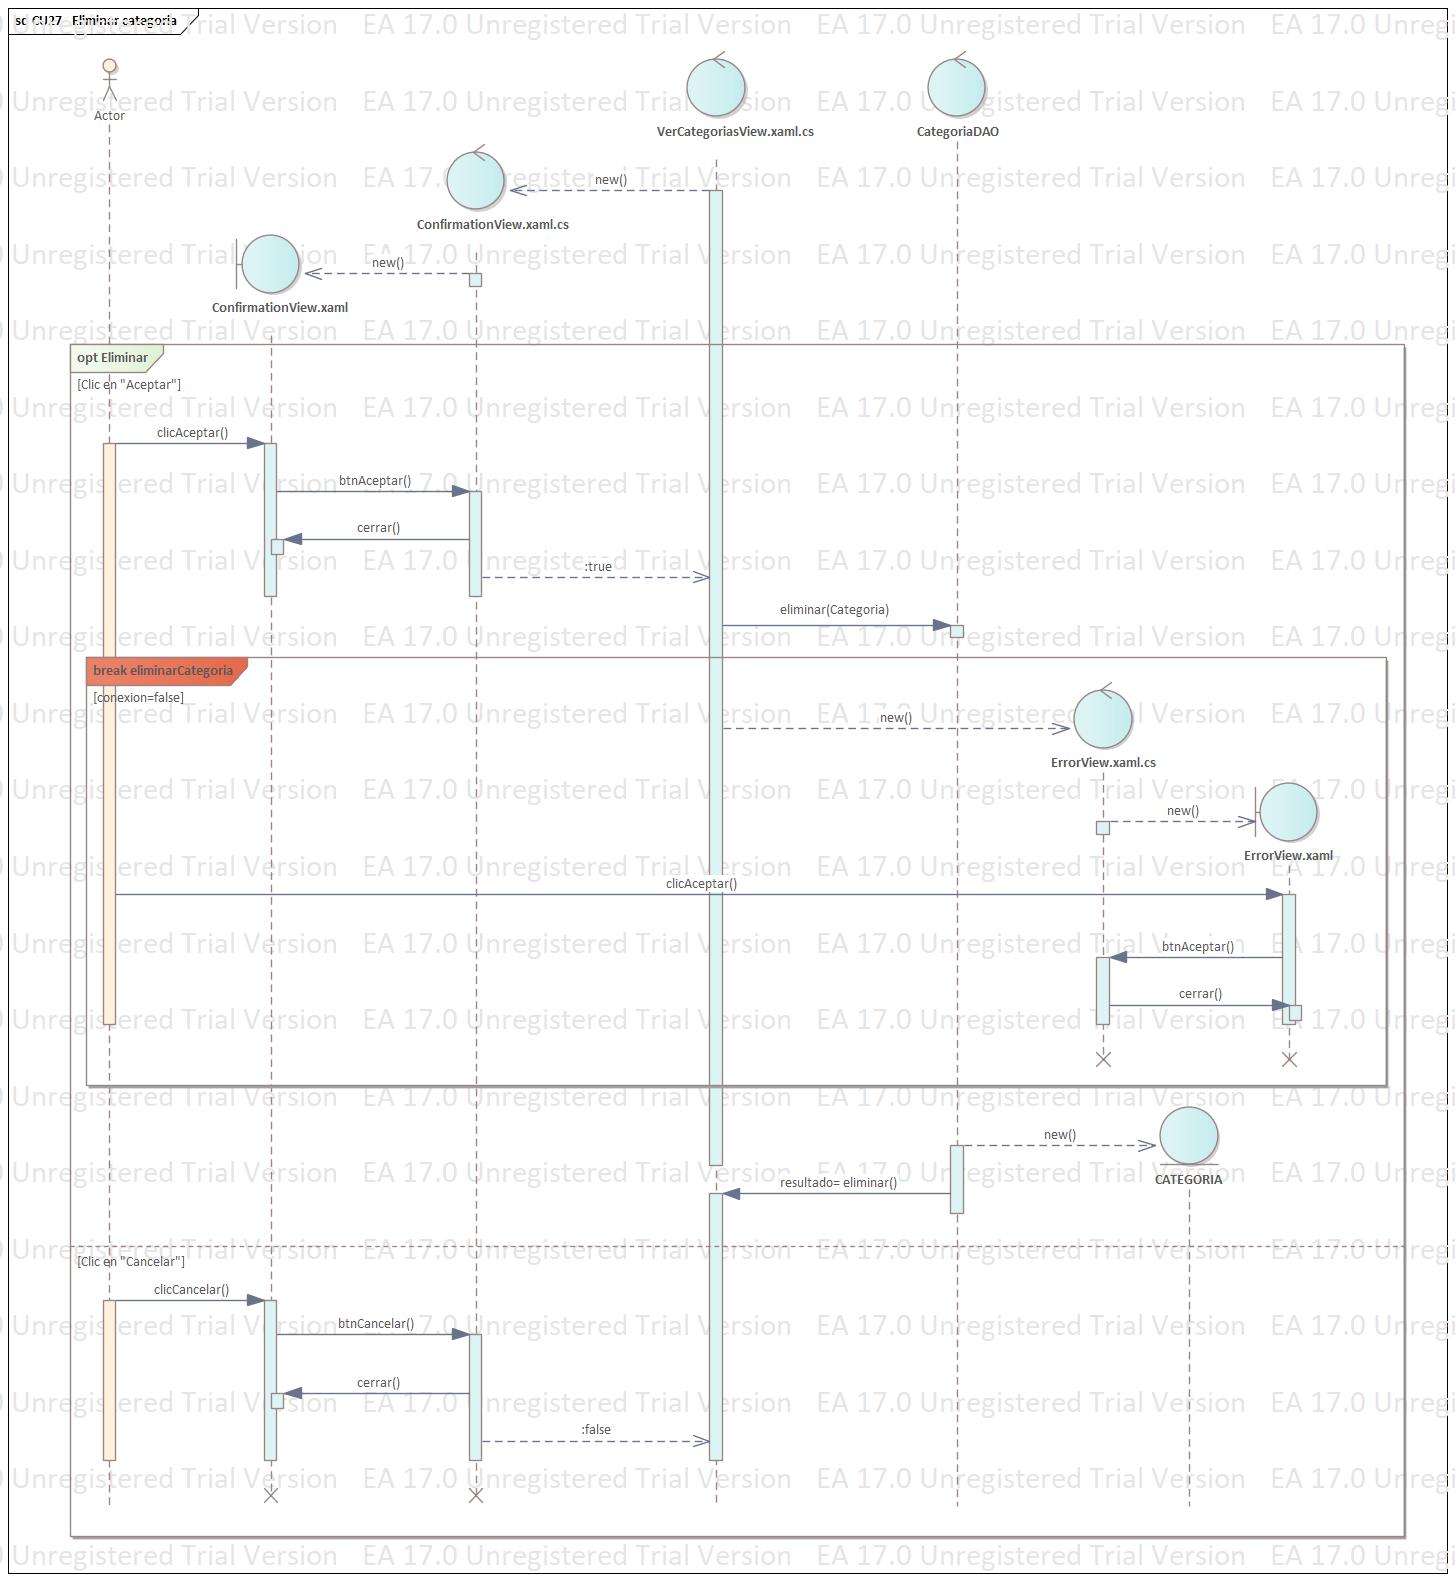 sd CU27 - Eliminar categoria
Actor
VerCategoriasView.xaml.cs
CategoriaDAO
new()
ConfirmationView.xaml.cs
new()
ConfirmationView.xaml
opt Eliminar
[Clic en "Aceptar"]
clicAceptar()
btnAceptar()
cerrar()
:true
eliminar(Categoria)
break eliminarCategoria
[conexion=false]
new()
ErrorView.xaml.cs
new()
ErrorView.xaml
clicAceptar()
btnAceptar()
cerrar()
new()
CATEGORIA
resultado= eliminar()
[Clic en "Cancelar"]
clicCancelar()
btnCancelar()
cerrar()
:false
EA 17.0 Unregistered Trial Version